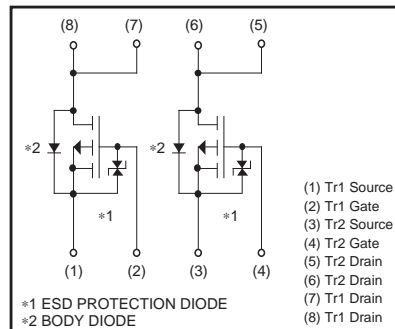 (8) (7) (6) (5)
*2 *2
*1 *1
(1) (2) (3) (4)
*1 ESD PROTECTION DIODE
*2 BODY DIODE
(1) Tr1 Source
(2) Tr1 Gate
(3) Tr2 Source
(4) Tr2 Gate
(5) Tr2 Drain
(6) Tr2 Drain
(7) Tr1 Drain
(8) Tr1 Drain